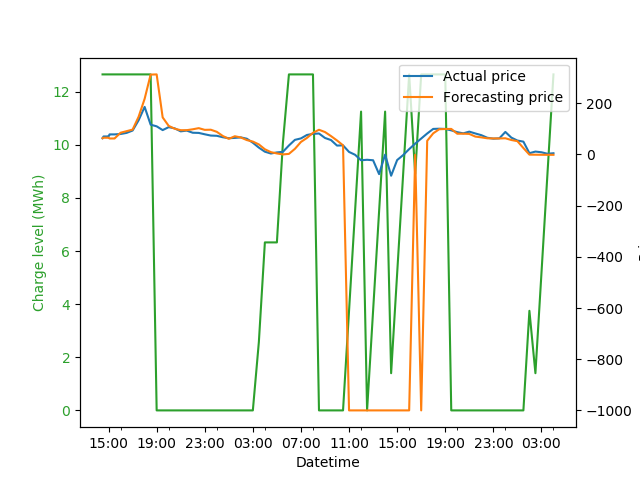 Actual price
Forecasting price
Charge level (MWh)
12
10
8
6
4
2
0
200
0
−200
−400
−600
−800
−1000
15:00 19:00 23:00 03:00 07:00 11:00 15:00 19:00 23:00 03:00
Datetime